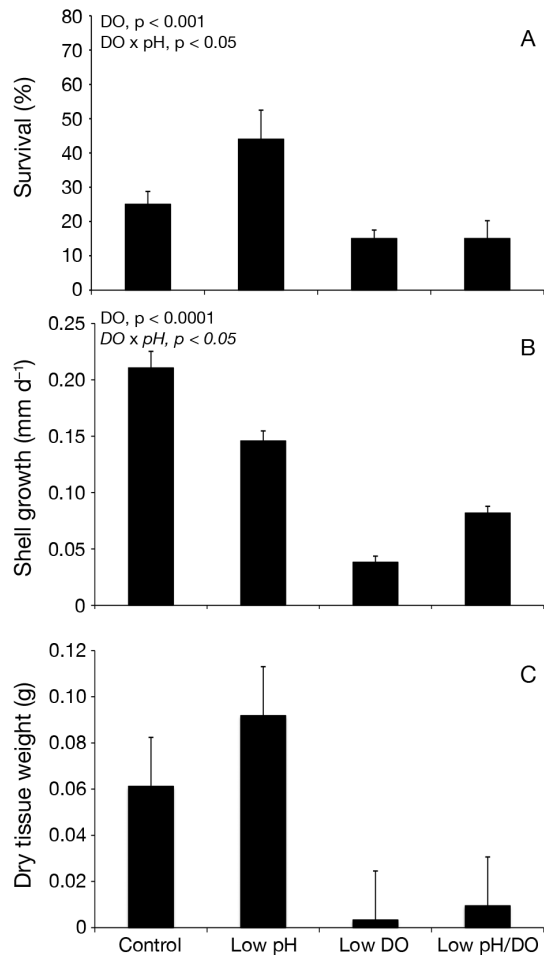 DO, p < 0.001
DO x pH, p < 0.05
A
Survival (%)
80
70
60
50
40
30
20
10
0
DO, p < 0.0001
DO x pH, p < 0.05
B
Shell growth (mm d⁻¹)
0.25
0.20
0.15
0.10
0.05
0
C
Dry tissue weight (g)
0.12
0.10
0.08
0.06
0.04
0.02
0
Control Low pH Low DO Low pH/DO